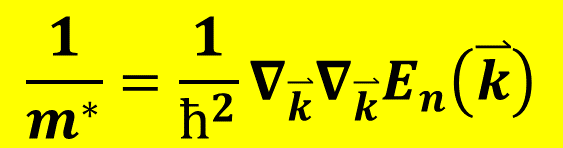 1/m* = 1/ħ² ∇_k⃗ ∇_k⃗ E_n(k⃗)